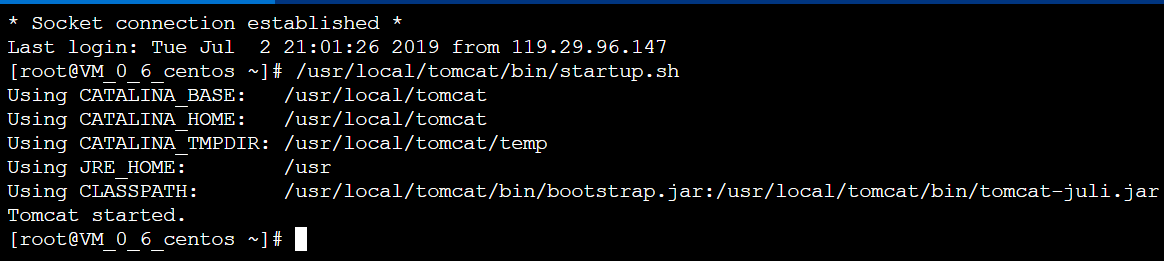 * Socket connection established *
Last login: Tue Jul  2 21:01:26 2019 from 119.29.96.147
[root@VM_0_6_centos ~]# /usr/local/tomcat/bin/startup.sh
Using CATALINA_BASE:   /usr/local/tomcat
Using CATALINA_HOME:   /usr/local/tomcat
Using CATALINA_TMPDIR: /usr/local/tomcat/temp
Using JRE_HOME:        /usr
Using CLASSPATH:       /usr/local/tomcat/bin/bootstrap.jar:/usr/local/tomcat/bin/tomcat-juli.jar
Tomcat started.
[root@VM_0_6_centos ~]#